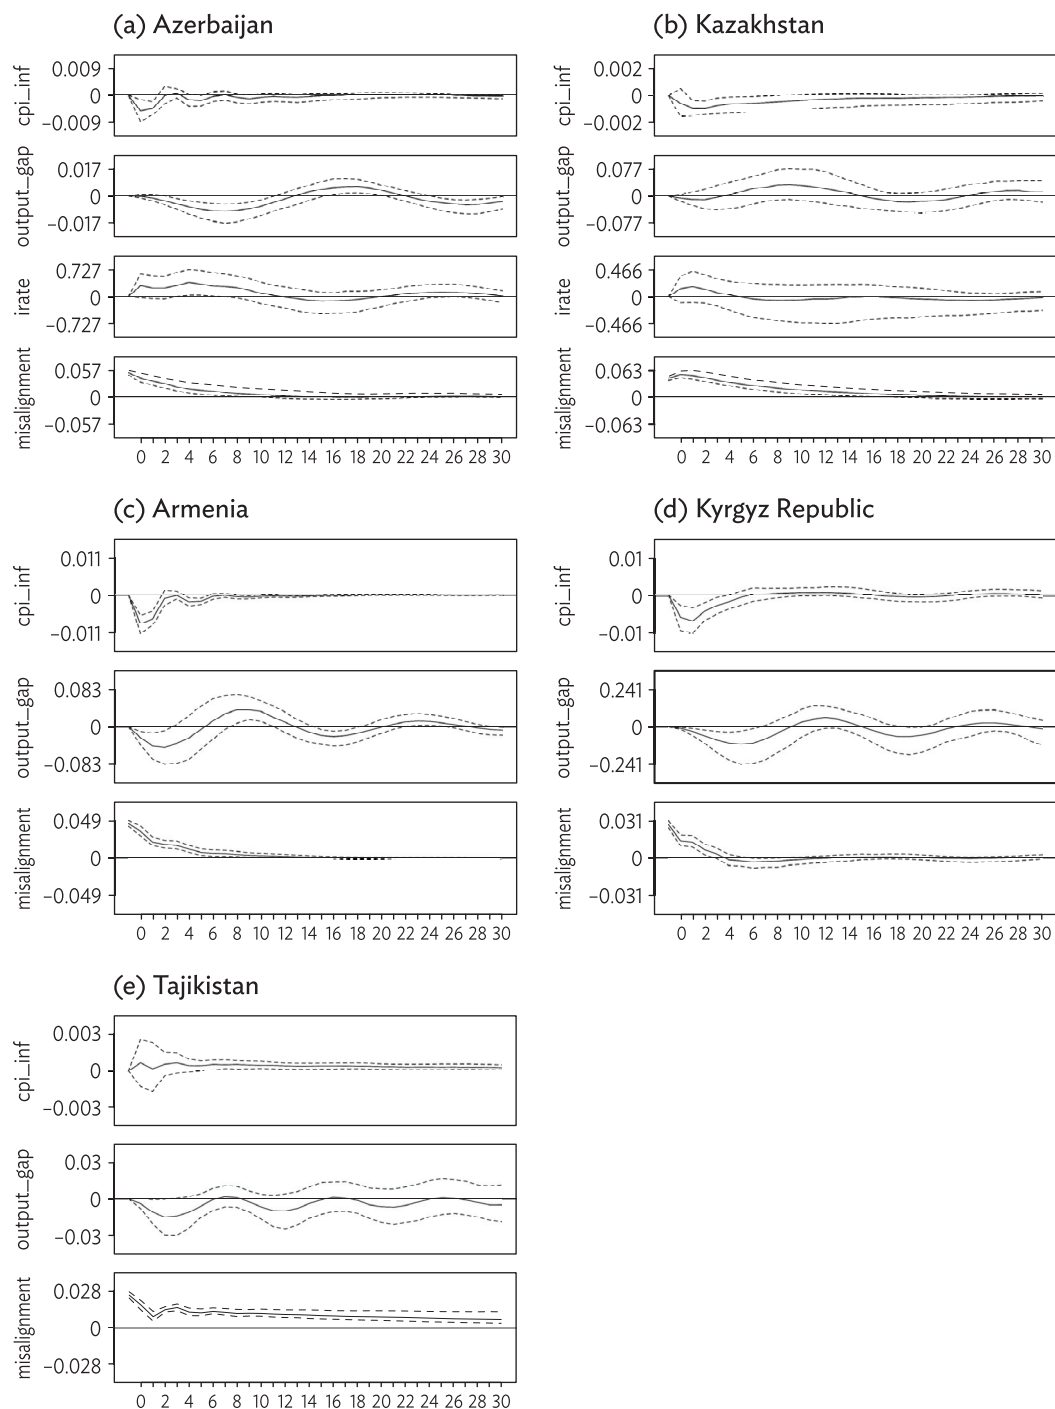 (a) Azerbaijan
cpi_inf
0.009
0
–0.009
output_gap
0.017
0
–0.017
irate
0.727
0
–0.727
misalignment
0.057
0
–0.057
0 2 4 6 8 10 12 14 16 18 20 22 24 26 28 30
(b) Kazakhstan
cpi_inf
0.002
0
–0.002
output_gap
0.077
0
–0.077
irate
0.466
0
–0.466
misalignment
0.063
0
–0.063
0 2 4 6 8 10 12 14 16 18 20 22 24 26 28 30
(c) Armenia
cpi_inf
0.011
0
–0.011
output_gap
0.083
0
–0.083
misalignment
0.049
0
–0.049
0 2 4 6 8 10 12 14 16 18 20 22 24 26 28 30
(d) Kyrgyz Republic
cpi_inf
0.01
0
–0.01
output_gap
0.241
0
–0.241
misalignment
0.031
0
–0.031
0 2 4 6 8 10 12 14 16 18 20 22 24 26 28 30
(e) Tajikistan
cpi_inf
0.003
0
–0.003
output_gap
0.03
0
–0.03
misalignment
0.028
0
–0.028
0 2 4 6 8 10 12 14 16 18 20 22 24 26 28 30